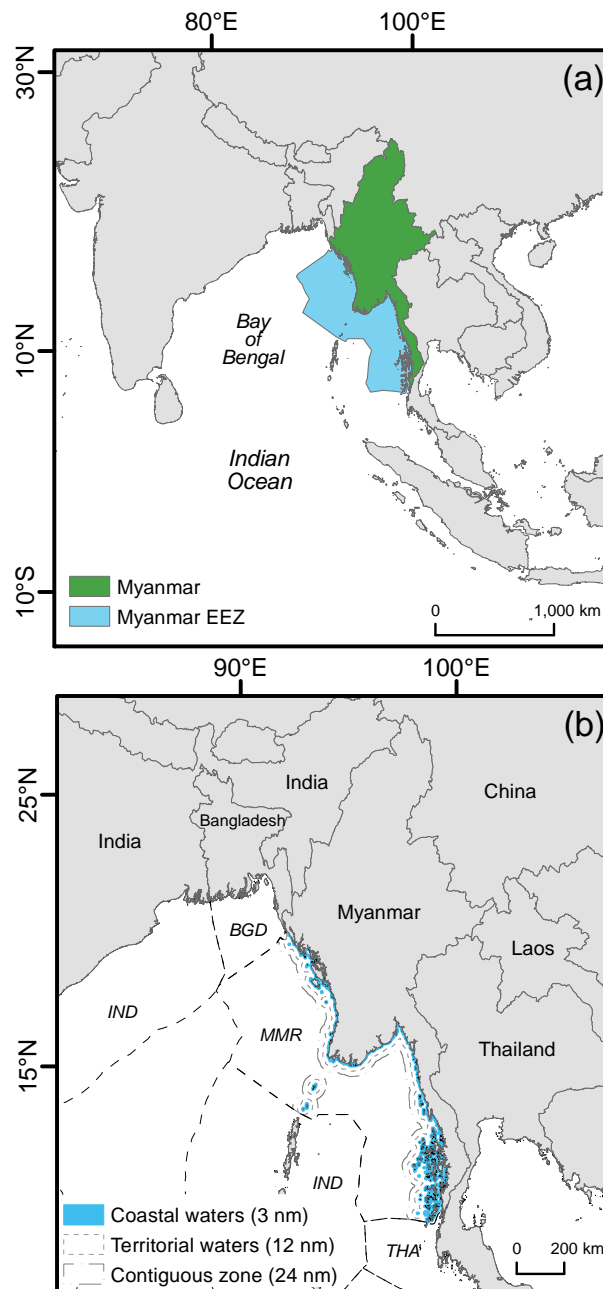 80°E 100°E
30°N
(a)
Bay
of
Bengal
10°N
Indian
Ocean
10°S
Myanmar
Myanmar EEZ
0 1,000 km
90°E 100°E
(b)
25°N
India
China
Bangladesh
India
Myanmar
BGD
Laos
IND
MMR
Thailand
15°N
IND
THA
Coastal waters (3 nm)
Territorial waters (12 nm)
Contiguous zone (24 nm)
0 200 km